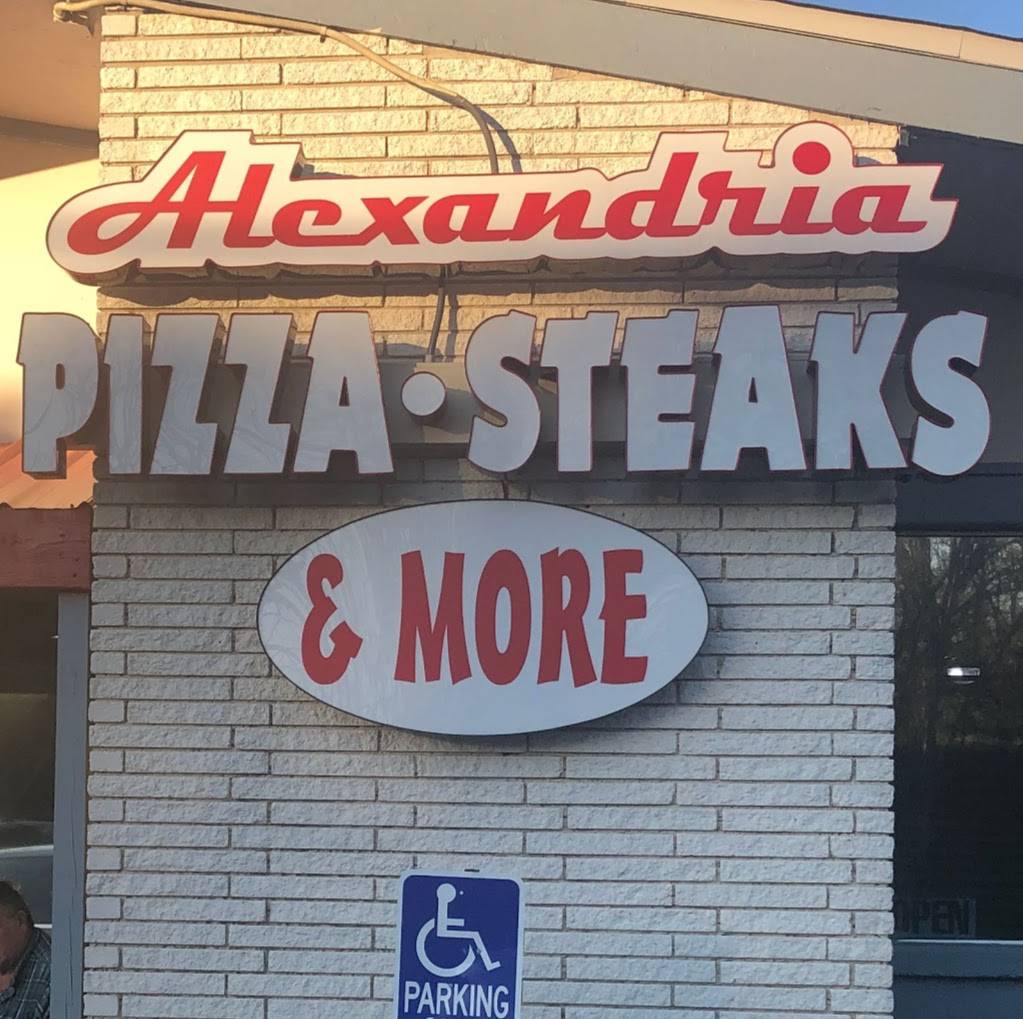 Alexandria
PIZZA • STEAKS
& MORE
OPEN
PARKING